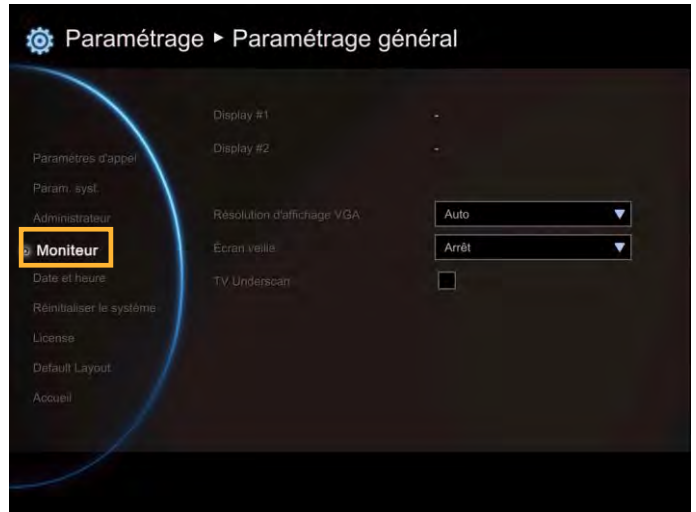 Paramétrage ▸ Paramétrage général
Display #1 -
Display #2 -
Paramètres d'appel
Param. syst.
Administrateur
Résolution d'affichage VGA Auto
Moniteur
Écran veille Arrêt
Date et heure
TV Underscan
Réinitialiser le système
License
Default Layout
Accueil